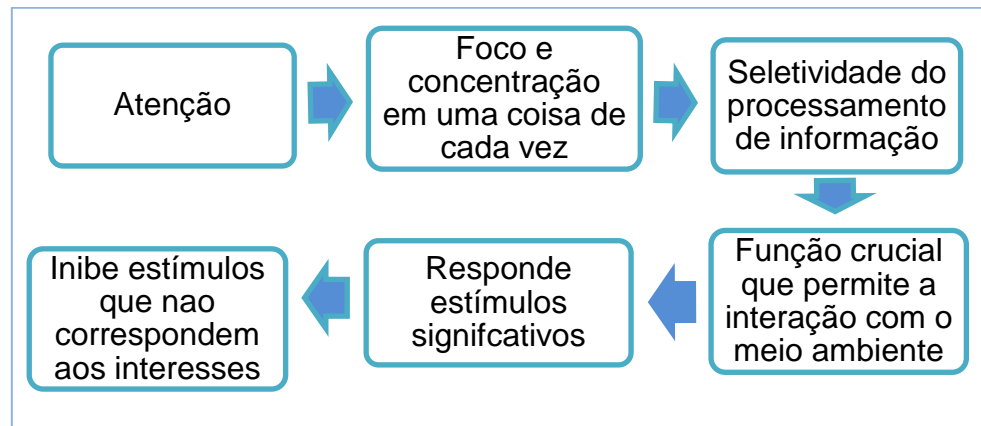 Atenção
Foco e
concentração
em uma coisa de
cada vez
Seletividade do
processamento
de informação
Função crucial
que permite a
interação com o
meio ambiente
Responde
estímulos
signifcativos
Inibe estímulos
que nao
correspondem
aos interesses